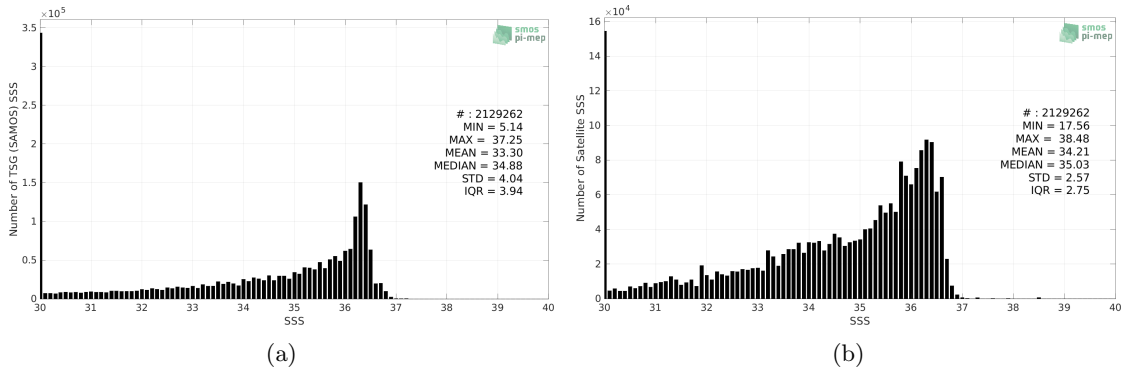 ×10⁵
3.5
3
2.5
2
1.5
1
0.5
0
30 31 32 33 34 35 36 37 38 39 40
SSS
Number of TSG (SAMOS) SSS
smos
pi-mep
# : 2129262
MIN = 5.14
MAX = 37.25
MEAN = 33.30
MEDIAN = 34.88
STD = 4.04
IQR = 3.94
(a)
×10⁴
16
14
12
10
8
6
4
2
0
30 31 32 33 34 35 36 37 38 39 40
SSS
Number of Satellite SSS
smos
pi-mep
# : 2129262
MIN = 17.56
MAX = 38.48
MEAN = 34.21
MEDIAN = 35.03
STD = 2.57
IQR = 2.75
(b)